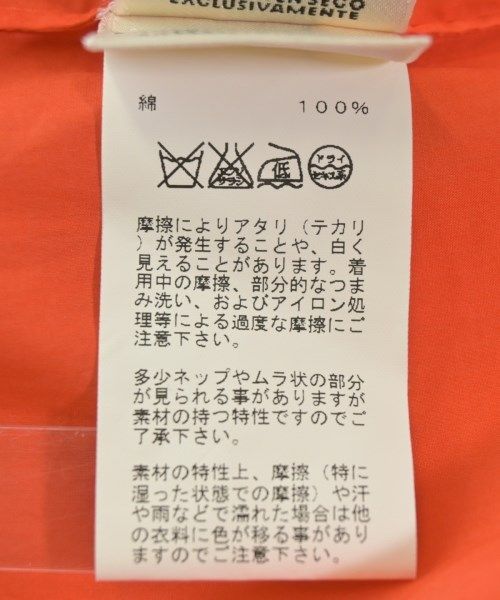 EN SECO
EXCLUSIVAMENTE
綿 100%
エンソ
サラシ
低
ドライ
セキユ系
摩擦によりアタリ（テカリ
）が発生することや、白く
見えることがあります。着
用中の摩擦、部分的なつま
み洗い、およびアイロン処
理等による過度な摩擦にご
注意下さい。
多少ネップやムラ状の部分
が見られる事がありますが
素材の持つ特性ですのでご
了承下さい。
素材の特性上、摩擦（特に
湿った状態での摩擦）や汗
や雨などで濡れた場合は他
の衣料に色が移る事があり
ますのでご注意下さい。